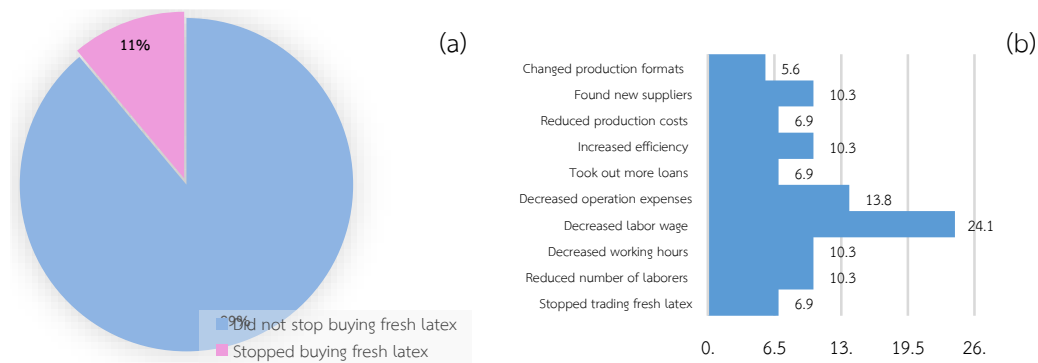 (a)
11%
89%
Did not stop buying fresh latex
Stopped buying fresh latex
(b)
Changed production formats 5.6
Found new suppliers 10.3
Reduced production costs 6.9
Increased efficiency 10.3
Took out more loans 6.9
Decreased operation expenses 13.8
Decreased labor wage 24.1
Decreased working hours 10.3
Reduced number of laborers 10.3
Stopped trading fresh latex 6.9
0. 6.5 13. 19.5 26.